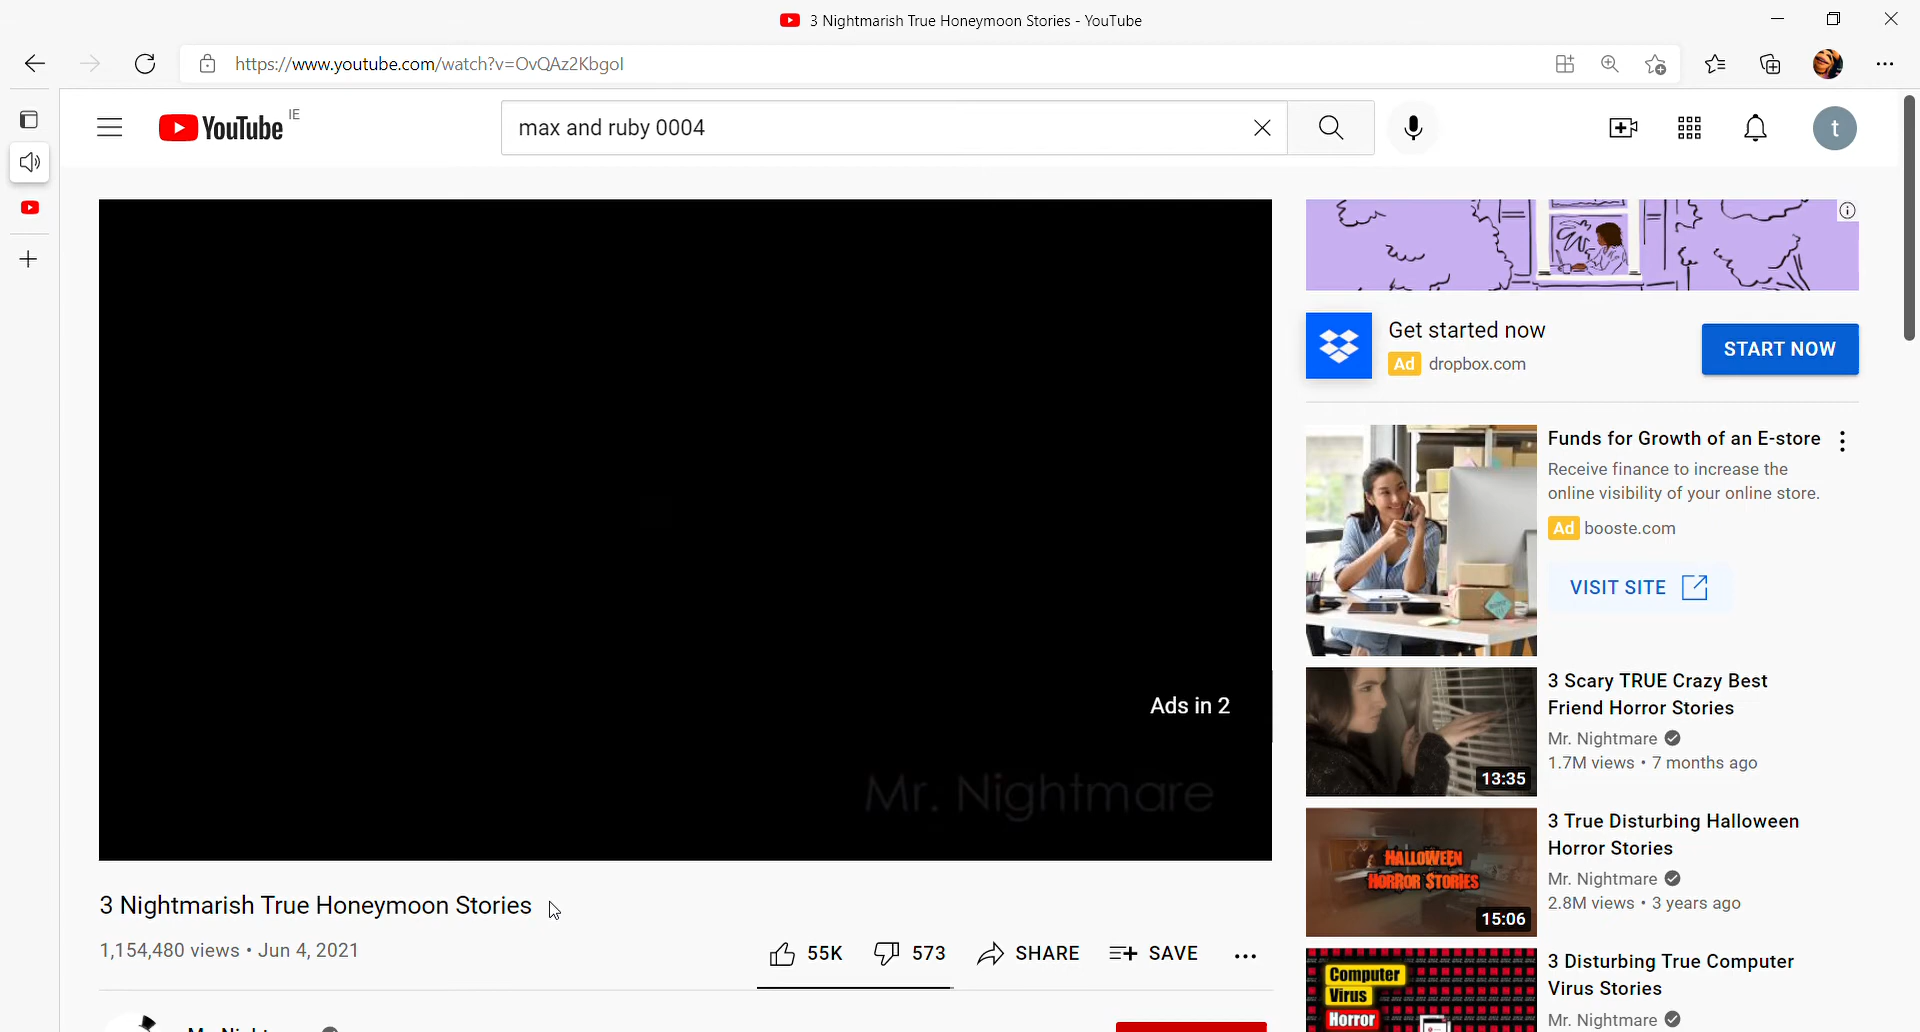 3 Nightmarish True Honeymoon Stories - YouTube
https://www.youtube.com/watch?v=OvQAz2Kbgol
YouTube IE
max and ruby 0004
t
Ads in 2
Mr. Nightmare
3 Nightmarish True Honeymoon Stories
1,154,480 views • Jun 4, 2021
55K
573
SHARE
SAVE
Get started now
Ad dropbox.com
START NOW
Funds for Growth of an E-store
Receive finance to increase the
online visibility of your online store.
Ad booste.com
VISIT SITE
13:35
3 Scary TRUE Crazy Best
Friend Horror Stories
Mr. Nightmare
1.7M views • 7 months ago
HALLOWEEN
HORROR STORIES
15:06
3 True Disturbing Halloween
Horror Stories
Mr. Nightmare
2.8M views • 3 years ago
Computer
Virus
Horror
3 Disturbing True Computer
Virus Stories
Mr. Nightmare